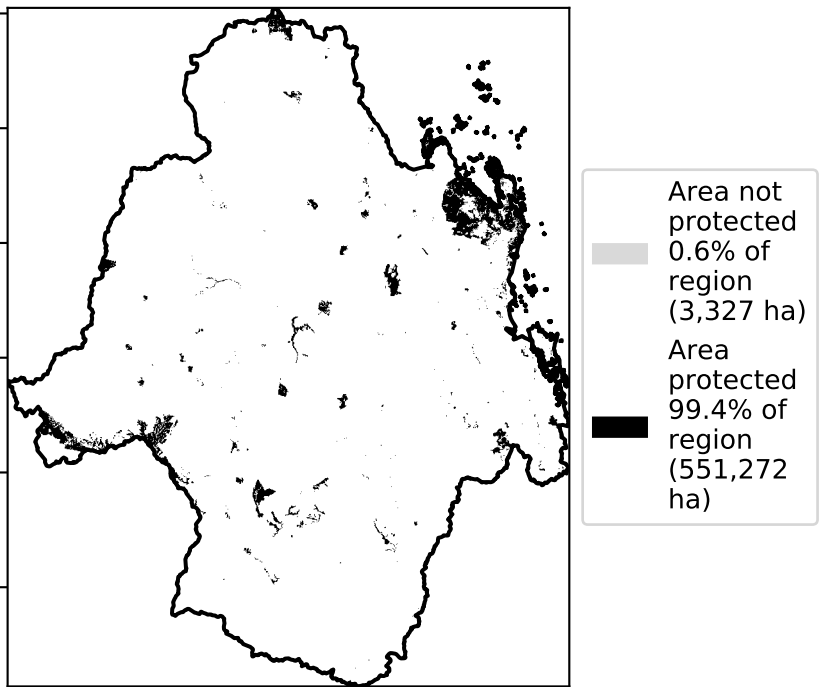 Area not
protected
0.6% of
region
(3,327 ha)
Area
protected
99.4% of
region
(551,272
ha)